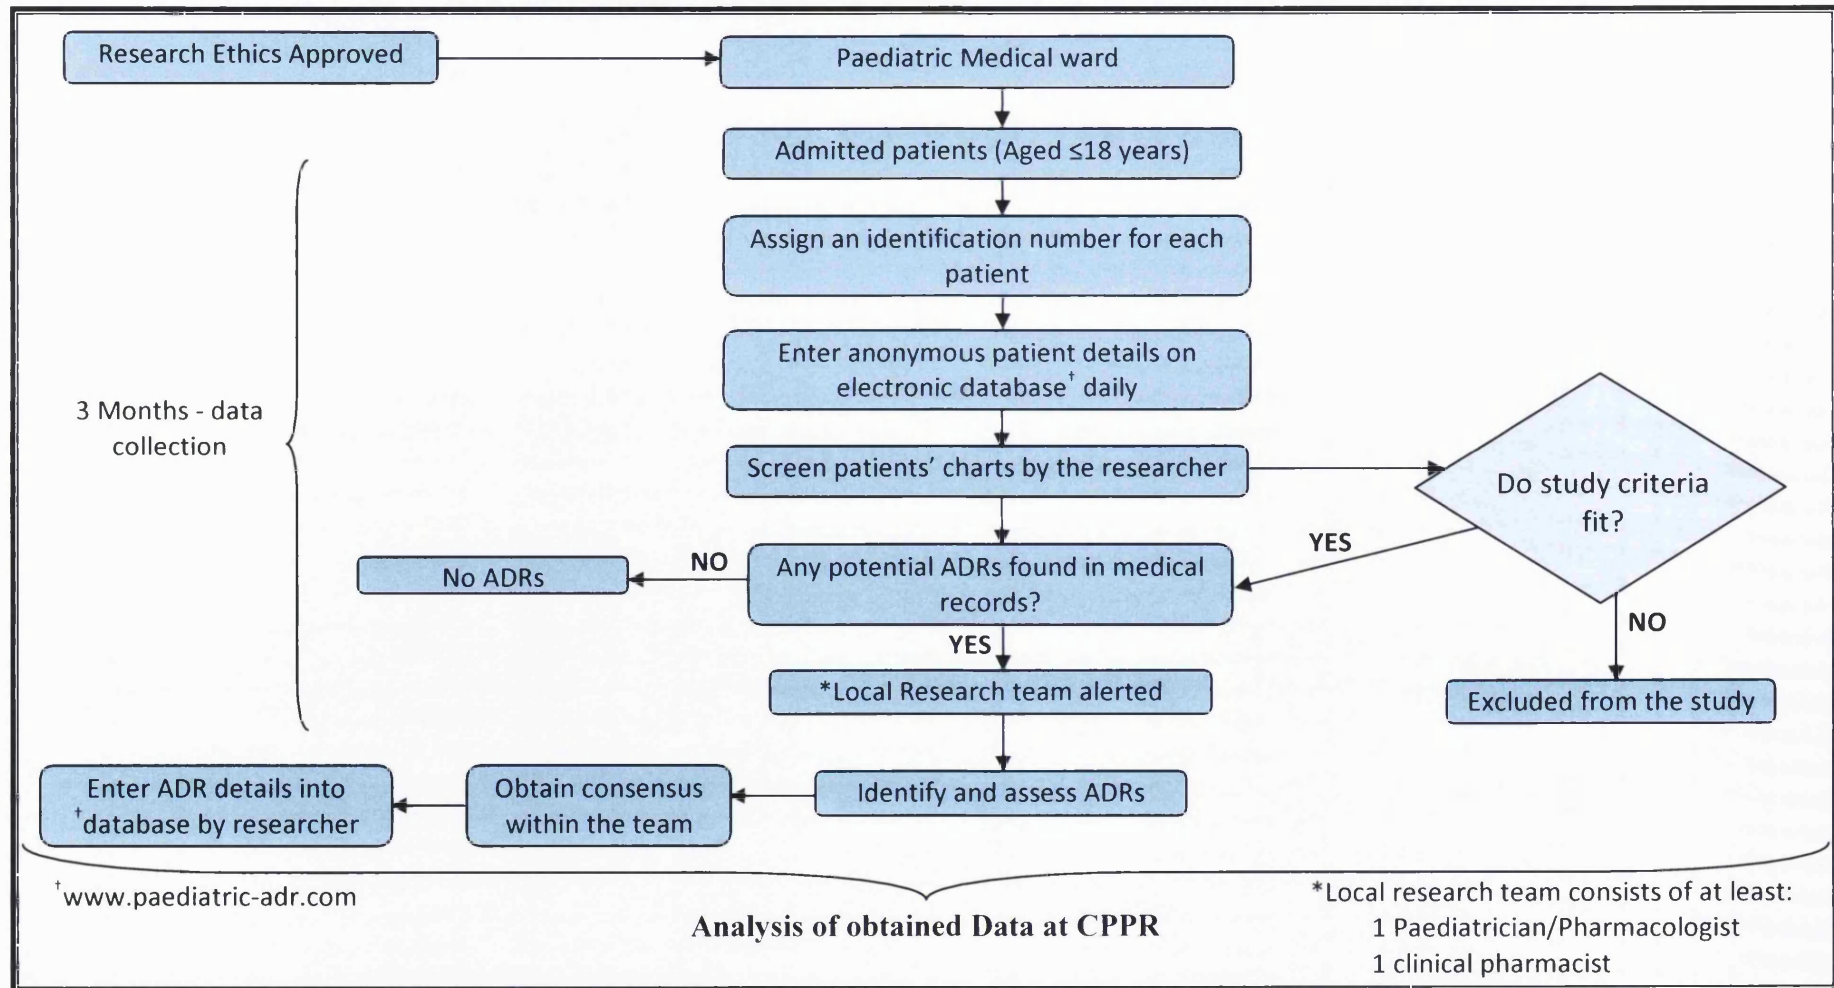 Research Ethics Approved
Paediatric Medical ward
Admitted patients (Aged ≤18 years)
Assign an identification number for each
patient
Enter anonymous patient details on
electronic database† daily
3 Months - data
collection
Screen patients' charts by the researcher
Do study criteria
fit?
YES
NO
Any potential ADRs found in medical
records?
NO
No ADRs
YES
*Local Research team alerted
Excluded from the study
Identify and assess ADRs
Obtain consensus
within the team
Enter ADR details into
†database by researcher
†www.paediatric-adr.com
Analysis of obtained Data at CPPR
*Local research team consists of at least:
1 Paediatrician/Pharmacologist
1 clinical pharmacist